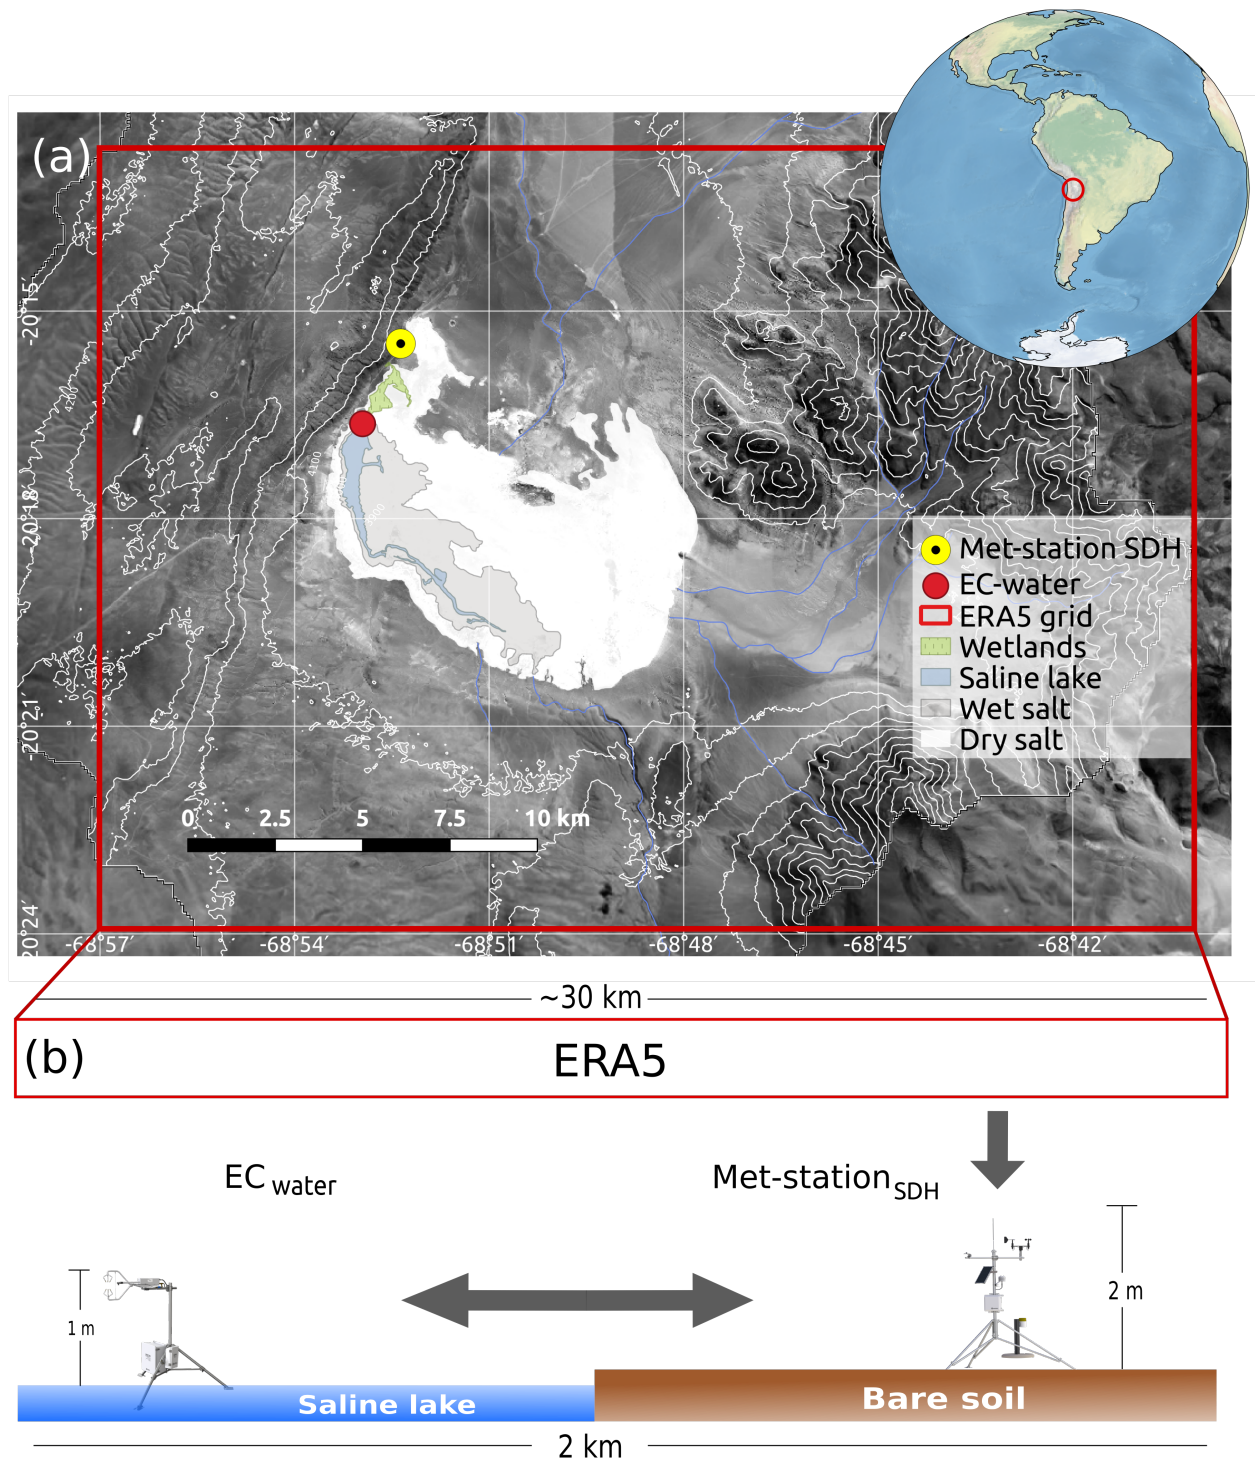 (a)
-20°15′
4200
4100
-20°18′
Met-station SDH
EC-water
ERA5 grid
Wetlands
Saline lake
Wet salt
Dry salt
-20°21′
0 2.5 5 7.5 10 km
20°24′
-68°57′ -68°54′ -68°51′ -68°48′ -68°45′ -68°42′
~30 km
(b) ERA5
EC water
Met-station SDH
1 m
2 m
Saline lake
Bare soil
2 km